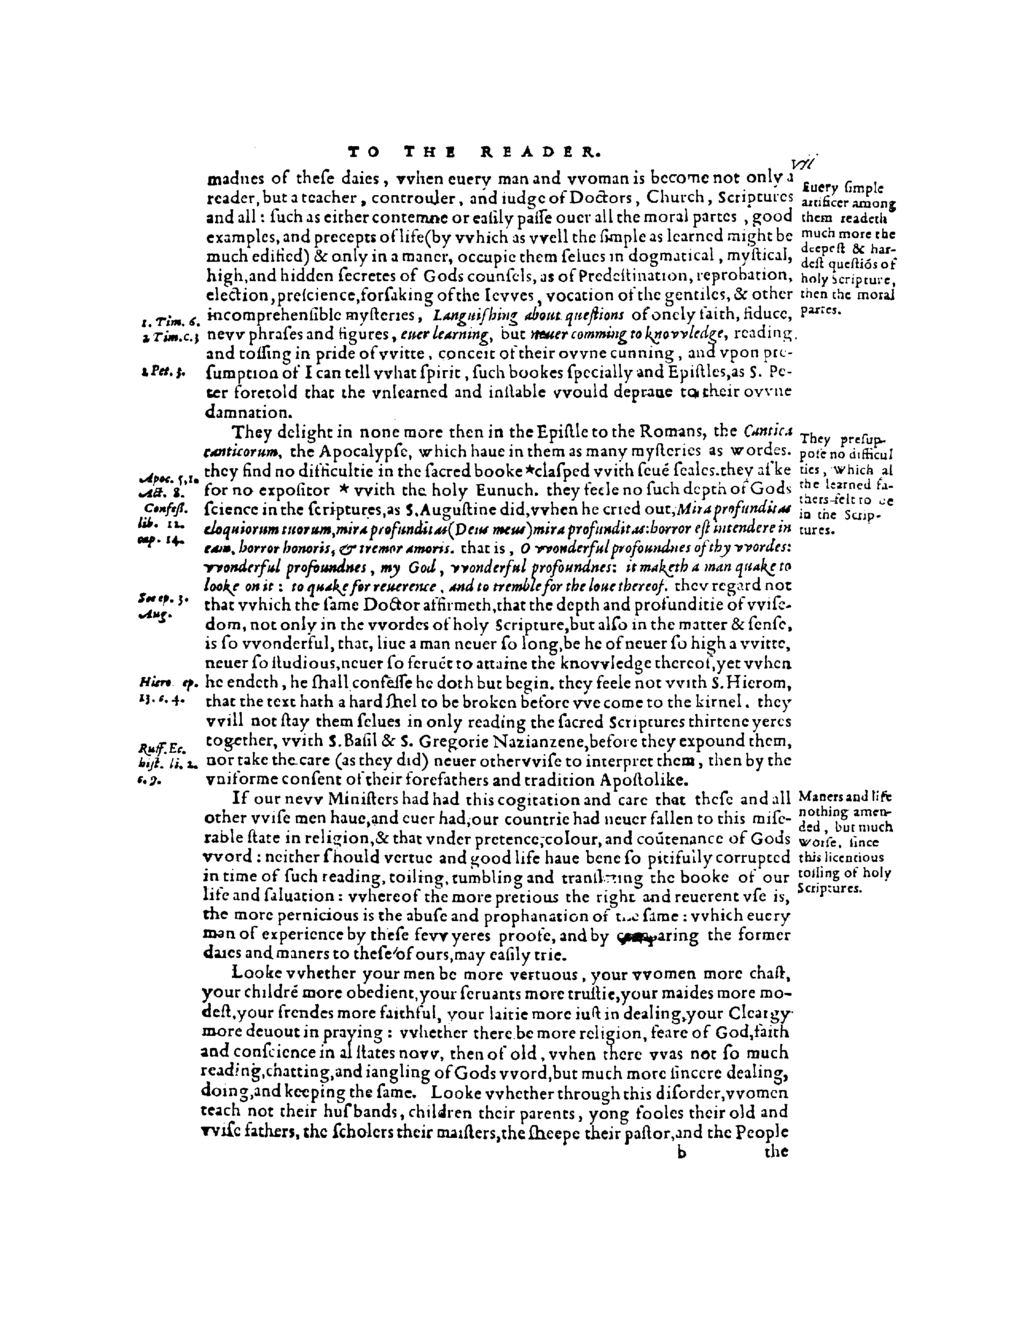 TO THE READER.
vii
madnes of theſe daies, vvhen euery man and vvoman is become not only a
reader, but a teacher, controuler, and iudge of Doctors, Church, Scriptures
and all: ſuch as either contemne or eaſily paſſe ouer all the moral partes, good
examples, and precepts of life (by vvhich as vvell the ſimple as learned might be
much edified) & only in a maner, occupie them ſelues in dogmatical, myſtical,
high, and hidden ſecretes of Gods counſels, as of Predeſtination, reprobation,
election, preſcience, forſaking of the Ievves, vocation of the gentiles, & other
incomprehenſible myſteries, Languiſhing about queſtions of onely faith, fiduce,
nevv phraſes and figures, euer learning, but neuer comming to knovvledge, reading
and toſſing in pride of vvitte, conceit of their ovvne cunning, and vpon pre-
ſumption of I can tell vvhat ſpirit, ſuch bookes ſpecially and Epiſtles, as S. Pe-
ter foretold that the vnlearned and inſtable vvould depraue to their ovvne
damnation.
Euery ſimple
artificer among
them readeth
much more the
deepeſt & har-
deſt queſtiõs of
holy Scripture,
then the moral
partes.
1. Tim. 6.
2 Tim. c. 3
2 Pet. 3.
They delight in none more then in the Epiſtle to the Romans, the Cantica
canticorum, the Apocalypſe, which haue in them as many myſteries as wordes.
they find no difficultie in the ſacred booke *claſped vvith ſeué ſeales. they aſke
for no expoſitor * vvith the holy Eunuch. they feele no ſuch depth of Gods
ſcience in the ſcriptures, as S. Auguſtine did, vvhen he cried out, Mira profunditas
eloquiorum tuorum, mira profunditas (Deus meus) mira profunditas: horror eſt intendere in
eam, horror honoris, & tremor amoris. that is, O vvonderful profoundnes of thy vvordes:
vvonderful profoundnes, my God, vvonderful profoundnes: it maketh a man quake to
looke on it: to quake for reuerence, and to tremble for the loue thereof. they regard not
that vvhich the ſame Doctor affirmeth, that the depth and profunditie of vviſe-
dom, not only in the vvordes of holy Scripture, but alſo in the matter & ſenſe,
is ſo vvonderful, that, liue a man neuer ſo long, be he of neuer ſo high a vvitte,
neuer ſo ſtudious, neuer ſo feruét to attaine the knovvledge thereof, yet vvhen
he endeth, he ſhall confeſſe he doth but begin. they feele not vvith S. Hierom,
that the text hath a hard ſhel to be broken before vve come to the kirnel. they
vvill not ſtay them ſelues in only reading the ſacred Scriptures thirtene yeres
together, vvith S. Baſil & S. Gregorie Nazianzene, before they expound them,
nor take the care (as they did) neuer othervviſe to interpret them, then by the
vniforme conſent of their forefathers and tradition Apoſtolike.
They preſup-
poſe no difficul
ties, which al
the learned fa-
thers felt to be
in the Scrip-
tures.
Apoc. 5, 1.
Act. 8.
Confeſſ.
lib. 12.
cap. 14.
See ep. 3.
Aug.
Hiero. ep.
13. c. 4.
Ruff. Ec.
hiſt. li. 2.
c. 9.
If our nevv Miniſters had had this cogitation and care that theſe and all
other vviſe men haue, and euer had, our countrie had neuer fallen to this miſe-
rable ſtate in religion, & that vnder pretence, colour, and coũtenance of Gods
vvord: neither ſhould vertue and good life haue bene ſo pitifully corrupted
in time of ſuch reading, toiling, tumbling and tranſlating the booke of our
life and ſaluation: vvhereof the more pretious the right and reuerent vſe is,
the more pernicious is the abuſe and prophanation of the ſame: vvhich euery
man of experience by theſe fevv yeres proofe, and by comparing the former
daies and maners to theſe of ours, may eaſily trie.
Maners and life
nothing amen-
ded, but much
worſe, ſince
this licentious
toſſing of holy
Scriptures.
Looke vvhether your men be more vertuous, your vvomen more chaſt,
your childré more obedient, your ſeruants more truſtie, your maides more mo-
deſt, your frendes more faithful, your laitie more iuſt in dealing, your Cleargy
more deuout in praying: vvhether there be more religion, feare of God, faith
and conſcience in al ſtates novv, then of old, vvhen there vvas not ſo much
reading, chatting, and iangling of Gods vvord, but much more ſincere dealing,
doing, and keeping the ſame. Looke vvhether through this diſorder, vvomen
teach not their huſbands, children their parents, yong fooles their old and
vviſe fathers, the ſcholers their maiſters, the ſheepe their paſtor, and the People
b the